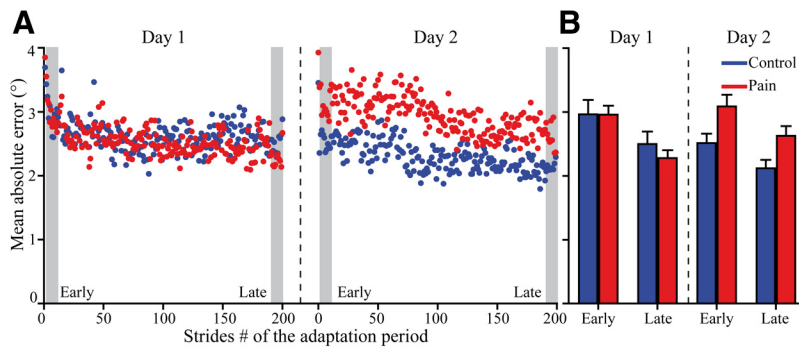 A
B
Day 1
Day 2
Day 1
Day 2
Control
Pain
Mean absolute error (°)
4
3
2
1
0
Early
Late
Early
Late
0
50
100
150
200
0
50
100
150
200
Early
Late
Early
Late
Strides # of the adaptation period